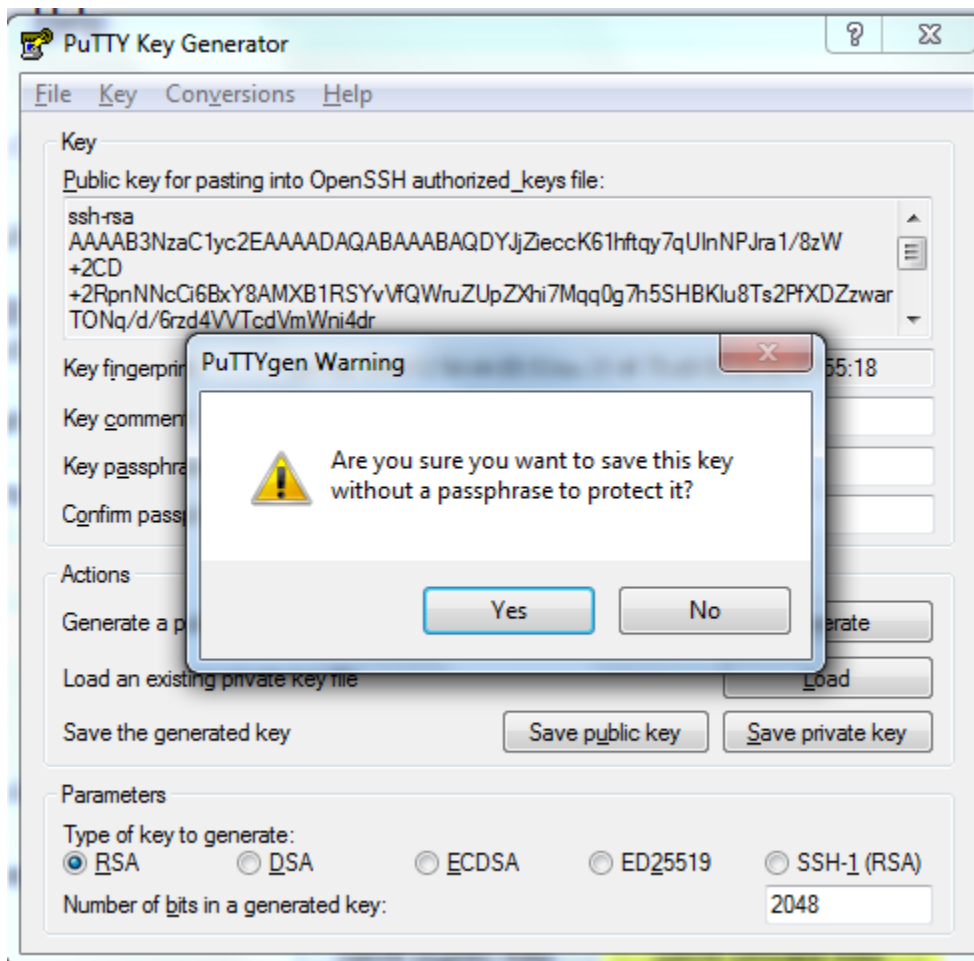 PuTTY Key Generator
File Key Conversions Help
Key
Public key for pasting into OpenSSH authorized_keys file:
ssh-rsa
AAAAB3NzaC1yc2EAAAADAQABAAABAQDYJjZieccK61hftqy7qUlnNPJra1/8zW
+2CD
+2RpnNNcCi6BxY8AMXB1RSYvVfQWruZUpZXhi7Mqq0g7h5SHBKlu8Ts2PfXDZzwar
TONq/d/6rzd4VVTcdVmWni4dr
Key fingerprin 55:18
Key commen
Key passphra
Confirm passp
PuTTYgen Warning
Are you sure you want to save this key
without a passphrase to protect it?
Yes No
Actions
Generate a p erate
Load an existing private key file Load
Save the generated key Save public key Save private key
Parameters
Type of key to generate:
RSA DSA ECDSA ED25519 SSH-1 (RSA)
Number of bits in a generated key: 2048